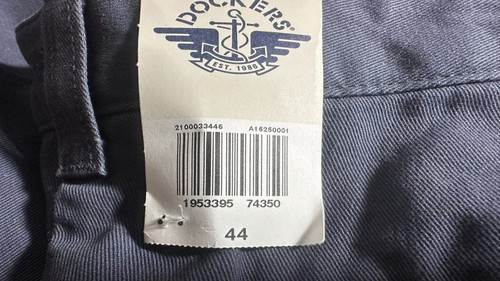 DOCKERS®
EST. 1986
2100033446 A16250001
1953395 74350
44